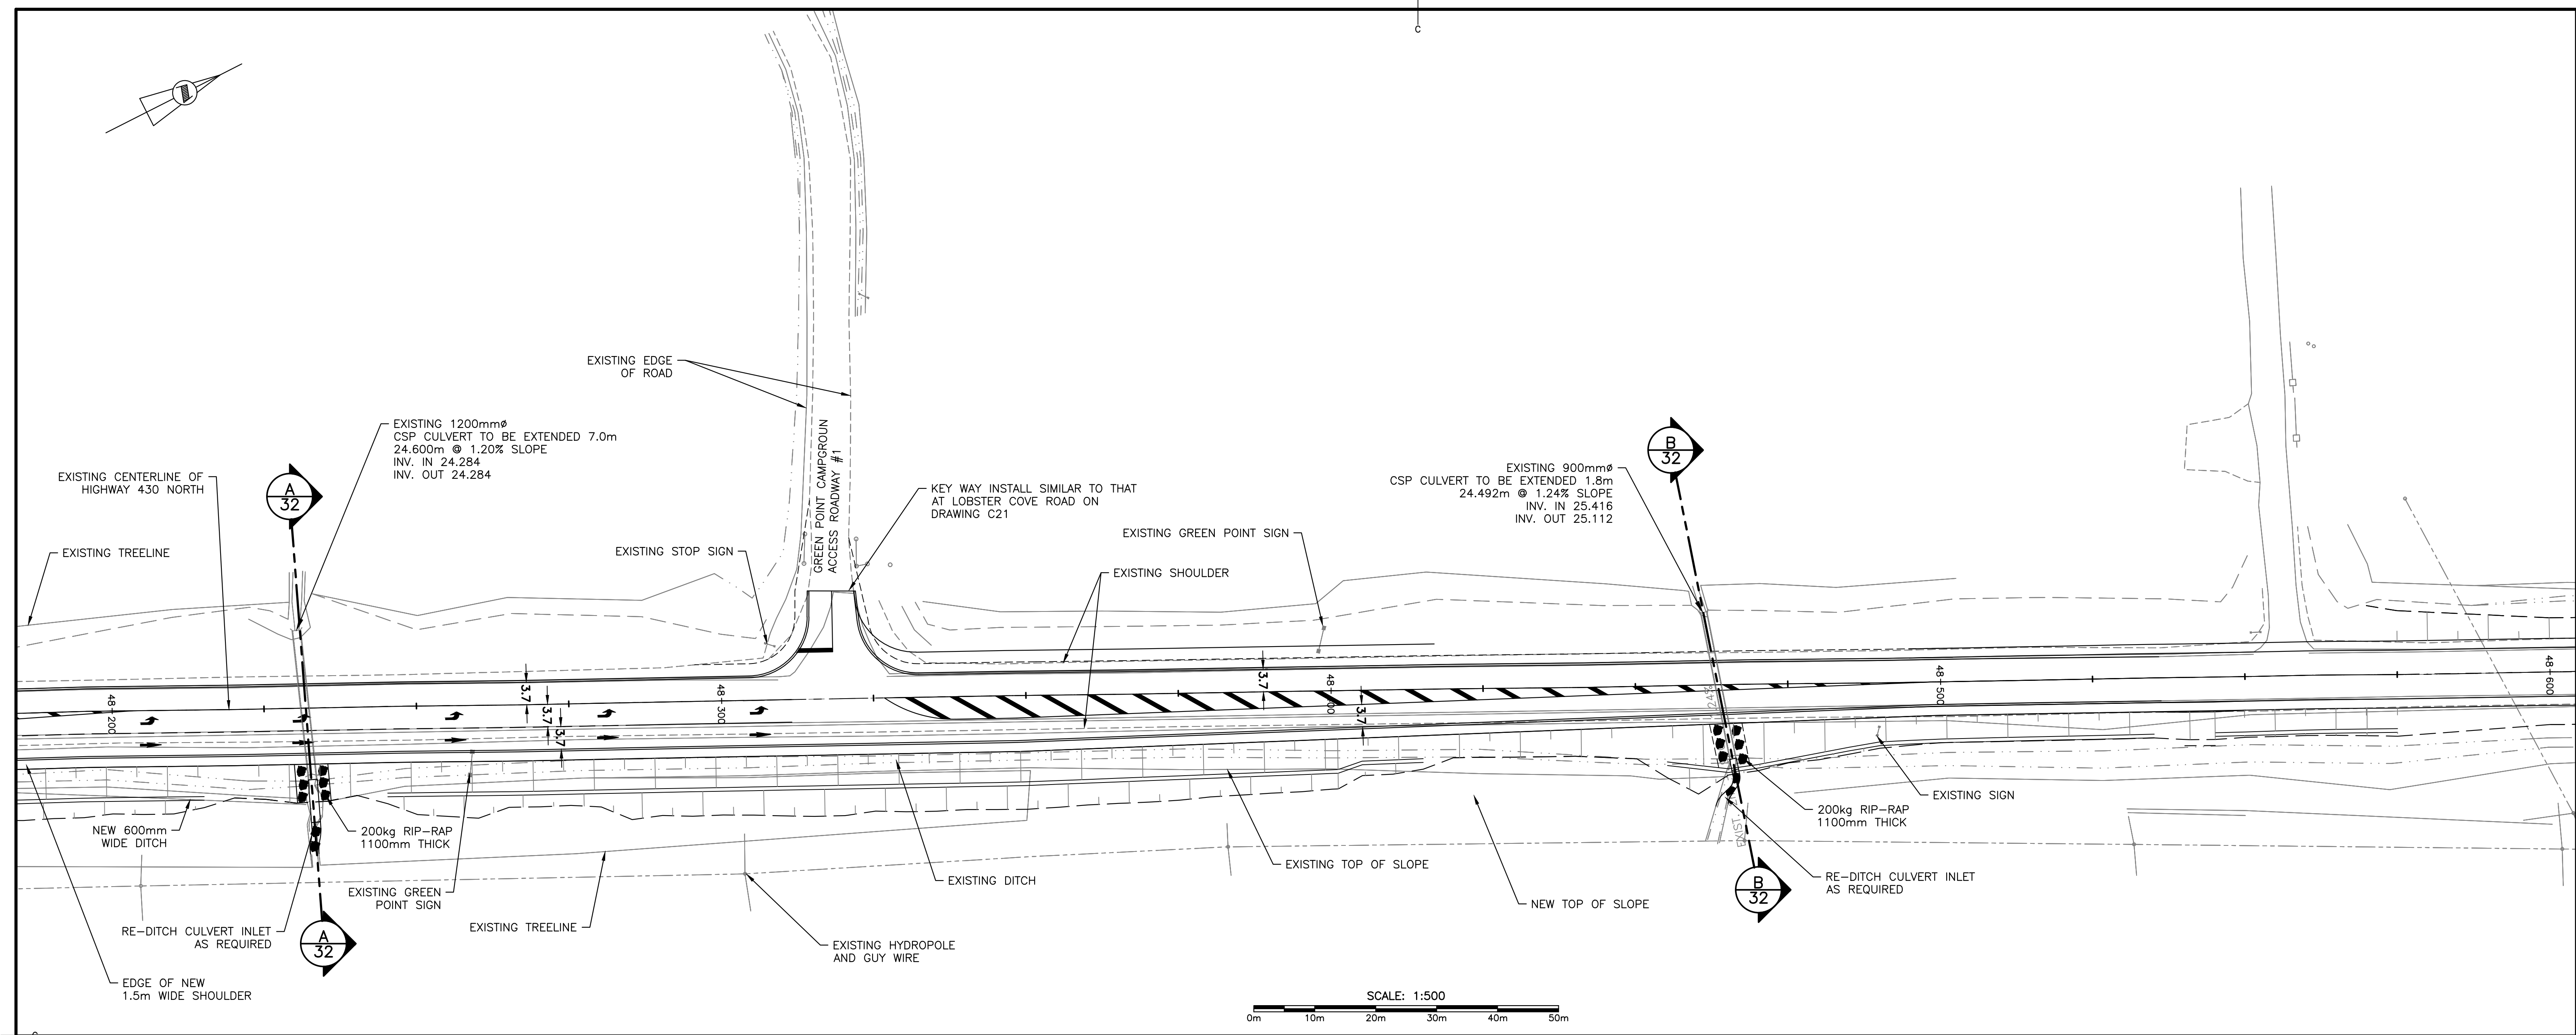 C
EXISTING EDGE
OF ROAD
EXISTING 1200mmø
CSP CULVERT TO BE EXTENDED 7.0m
24.600m @ 1.20% SLOPE
INV. IN 24.284
INV. OUT 24.284
EXISTING CENTERLINE OF
HIGHWAY 430 NORTH
A
32
EXISTING TREELINE
GREEN POINT CAMPGROUN
ACCESS ROADWAY #1
KEY WAY INSTALL SIMILAR TO THAT
AT LOBSTER COVE ROAD ON
DRAWING C21
EXISTING STOP SIGN
EXISTING GREEN POINT SIGN
EXISTING SHOULDER
B
32
EXISTING 900mmø
CSP CULVERT TO BE EXTENDED 1.8m
24.492m @ 1.24% SLOPE
INV. IN 25.416
INV. OUT 25.112
48+200
3.7
3.7
3.7
48+300
3.7
3.7
48+500
48+600
NEW 600mm
WIDE DITCH
200kg RIP-RAP
1100mm THICK
EXISTING GREEN
POINT SIGN
RE-DITCH CULVERT INLET
AS REQUIRED
A
32
EDGE OF NEW
1.5m WIDE SHOULDER
EXISTING TREELINE
EXISTING HYDROPOLE
AND GUY WIRE
EXISTING DITCH
EXISTING TOP OF SLOPE
NEW TOP OF SLOPE
EXIST.
200kg RIP-RAP
1100mm THICK
EXISTING SIGN
RE-DITCH CULVERT INLET
AS REQUIRED
B
32
SCALE: 1:500
0m 10m 20m 30m 40m 50m